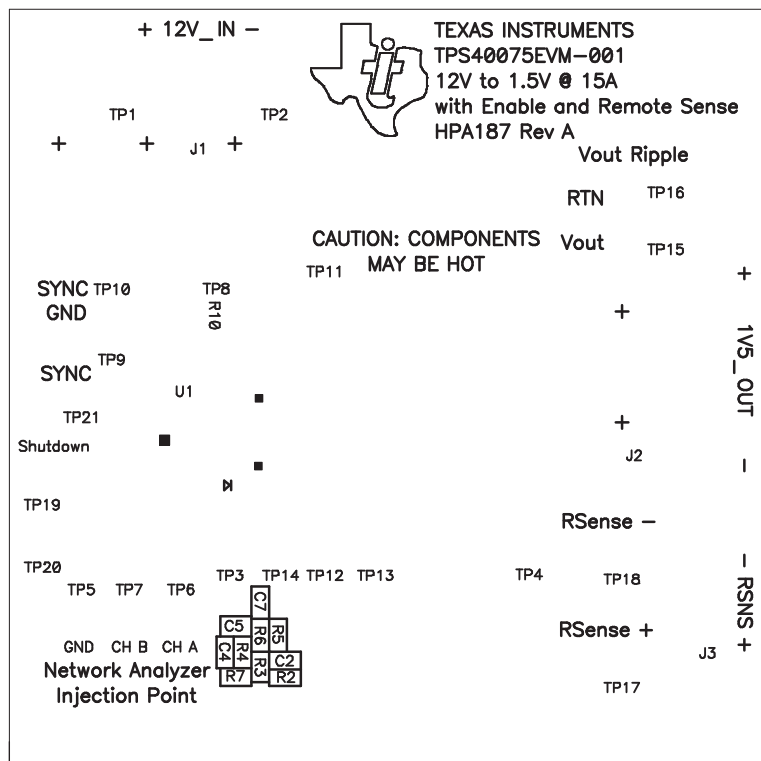 + 12V_IN -
TEXAS INSTRUMENTS
TPS40075EVM-001
12V to 1.5V @ 15A
with Enable and Remote Sense
HPA187 Rev A
TP1
TP2
+ + J1 +
Vout Ripple
RTN TP16
CAUTION: COMPONENTS
MAY BE HOT
Vout TP15
TP11
SYNC TP10
GND
TP8
R10
+
+
1V5_OUT
-
TP9
SYNC
U1
TP21
Shutdown
+
J2
TP19
RSense -
TP20
TP5 TP7 TP6
TP3 TP14 TP12 TP13
TP4
TP18
- RSNS +
C7
C5 R6 R5
C4 R4 R3 C2
R7 R2
RSense +
J3
GND CH B CH A
Network Analyzer
Injection Point
TP17